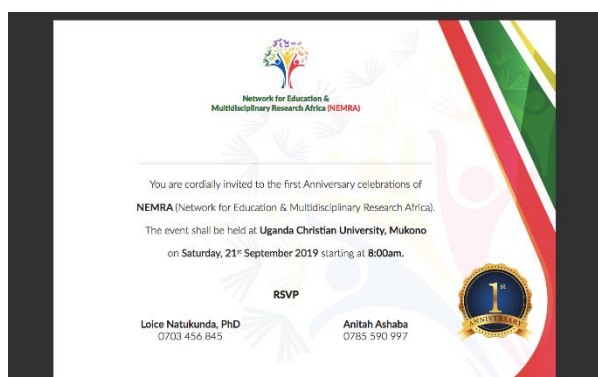 Network for Education &
Multidisciplinary Research Africa (NEMRA)
You are cordially invited to the first Anniversary celebrations of
NEMRA (Network for Education & Multidisciplinary Research Africa).
The event shall be held at Uganda Christian University, Mukono
on Saturday, 21st September 2019 starting at 8:00am.
RSVP
Loice Natukunda, PhD
0703 456 845
Anitah Ashaba
0785 590 997
1st
ANNIVERSARY